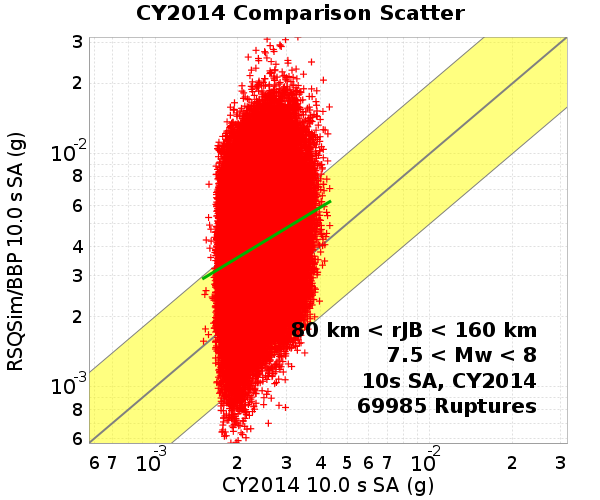 CY2014 Comparison Scatter
RSQSim/BBP 10.0 s SA (g)
3
2
10-2
8
6
4
3
2
10-3
8
6
80 km < rJB < 160 km
7.5 < Mw < 8
10s SA, CY2014
69985 Ruptures
6 7 10-3 2 3 4 5 6 7 10-2 2 3
CY2014 10.0 s SA (g)